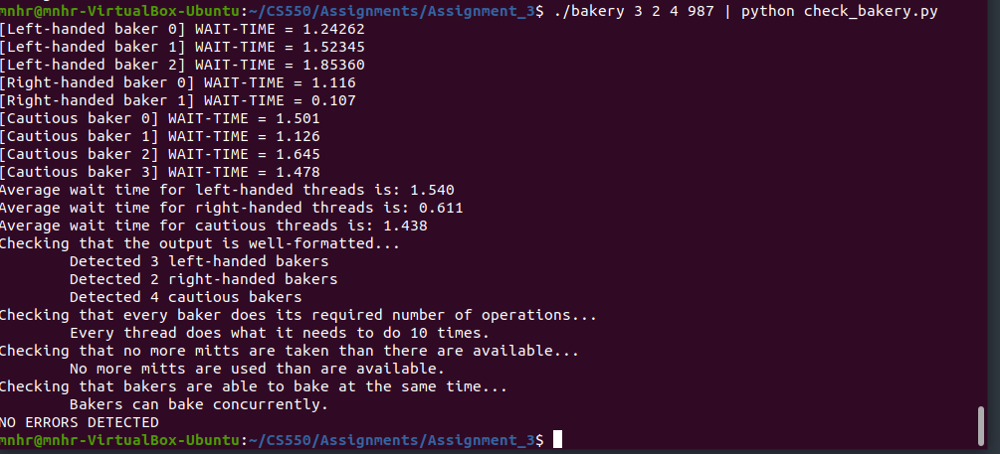 mnhr@mnhr-VirtualBox-Ubuntu:~/CS550/Assignments/Assignment_3$ ./bakery 3 2 4 987 | python check_bakery.py
[Left-handed baker 0] WAIT-TIME = 1.24262
[Left-handed baker 1] WAIT-TIME = 1.52345
[Left-handed baker 2] WAIT-TIME = 1.85360
[Right-handed baker 0] WAIT-TIME = 1.116
[Right-handed baker 1] WAIT-TIME = 0.107
[Cautious baker 0] WAIT-TIME = 1.501
[Cautious baker 1] WAIT-TIME = 1.126
[Cautious baker 2] WAIT-TIME = 1.645
[Cautious baker 3] WAIT-TIME = 1.478
Average wait time for left-handed threads is: 1.540
Average wait time for right-handed threads is: 0.611
Average wait time for cautious threads is: 1.438
Checking that the output is well-formatted...
        Detected 3 left-handed bakers
        Detected 2 right-handed bakers
        Detected 4 cautious bakers
Checking that every baker does its required number of operations...
        Every thread does what it needs to do 10 times.
Checking that no more mitts are taken than there are available...
        No more mitts are used than are available.
Checking that bakers are able to bake at the same time...
        Bakers can bake concurrently.
NO ERRORS DETECTED
mnhr@mnhr-VirtualBox-Ubuntu:~/CS550/Assignments/Assignment_3$